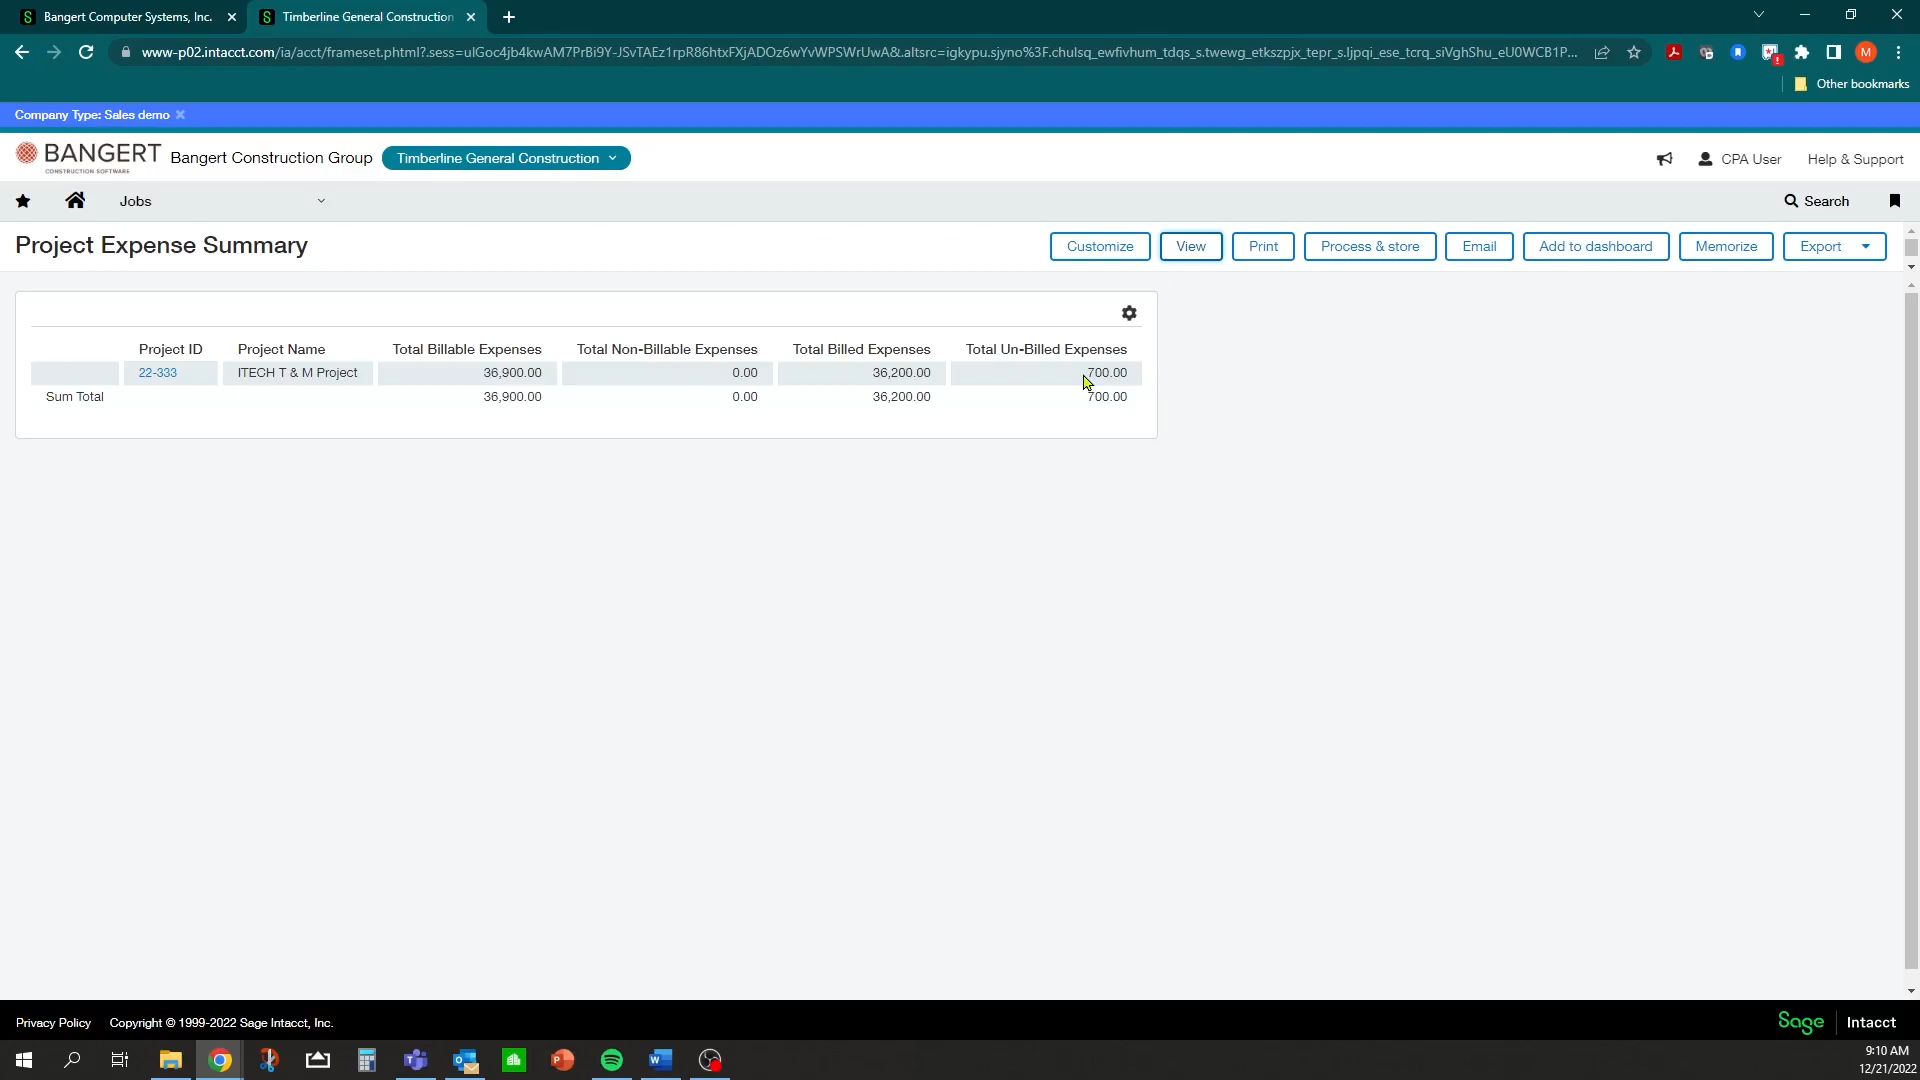 Bangert Computer Systems, Inc.
Timberline General Construction
www-p02.intacct.com/ia/acct/frameset.phtml?.sess=ulGoc4jb4kwAM7PrBi9Y-JSvTAEz1rpR86htxFXjADOz6wYvWPSWrUwA&.altsrc=igkypu.sjyno%3F.chulsq_ewfivhum_tdqs_s.twewg_etkszpjx_tepr_s.ljpqi_ese_tcrq_siVghShu_eU0WCB1P...
M
Other bookmarks
Company Type: Sales demo
BANGERT
CONSTRUCTION SOFTWARE
Bangert Construction Group
Timberline General Construction
CPA User
Help & Support
Jobs
Search
Project Expense Summary
Customize
View
Print
Process & store
Email
Add to dashboard
Memorize
Export
Project ID Project Name Total Billable Expenses Total Non-Billable Expenses Total Billed Expenses Total Un-Billed Expenses
22-333 ITECH T & M Project 36,900.00 0.00 36,200.00 700.00
Sum Total 36,900.00 0.00 36,200.00 700.00
Privacy Policy Copyright © 1999-2022 Sage Intacct, Inc.
Sage Intacct
9:10 AM
12/21/2022